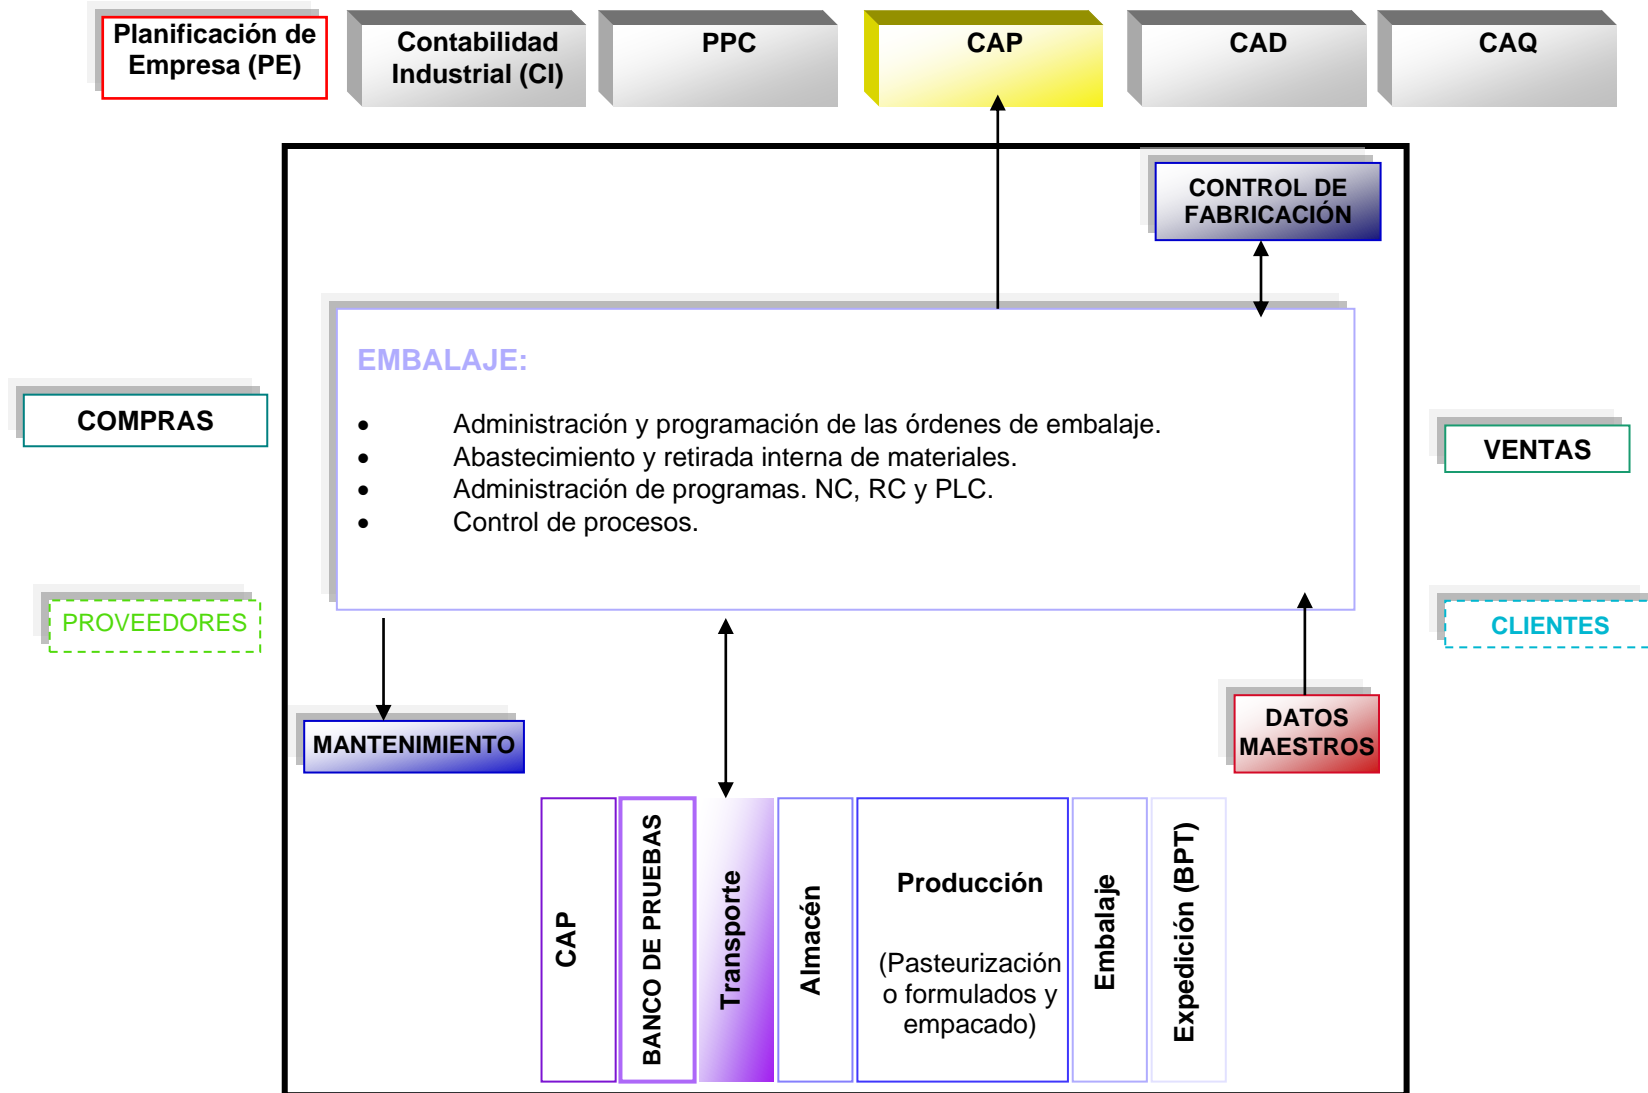 Planificación de
Empresa (PE)
Contabilidad
Industrial (CI)
PPC
CAP
CAD
CAQ
CONTROL DE
FABRICACIÓN
EMBALAJE:
• Administración y programación de las órdenes de embalaje.
• Abastecimiento y retirada interna de materiales.
• Administración de programas. NC, RC y PLC.
• Control de procesos.
COMPRAS
VENTAS
PROVEEDORES
CLIENTES
MANTENIMIENTO
DATOS
MAESTROS
CAP
BANCO DE PRUEBAS
Transporte
Almacén
Producción
(Pasteurización
o formulados y
empacado)
Embalaje
Expedición (BPT)